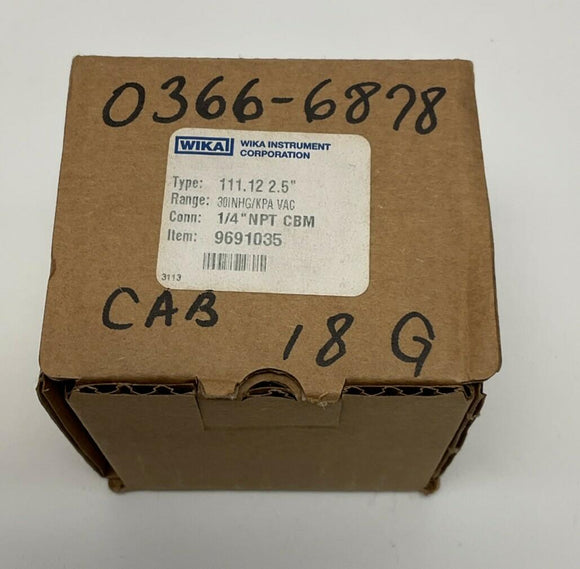 0366-6878
WIKA WIKA INSTRUMENT
CORPORATION
Type: 111.12 2.5"
Range: 30INHG/KPA VAC
Conn: 1/4"NPT CBM
Item: 9691035
3113
CAB 18 G